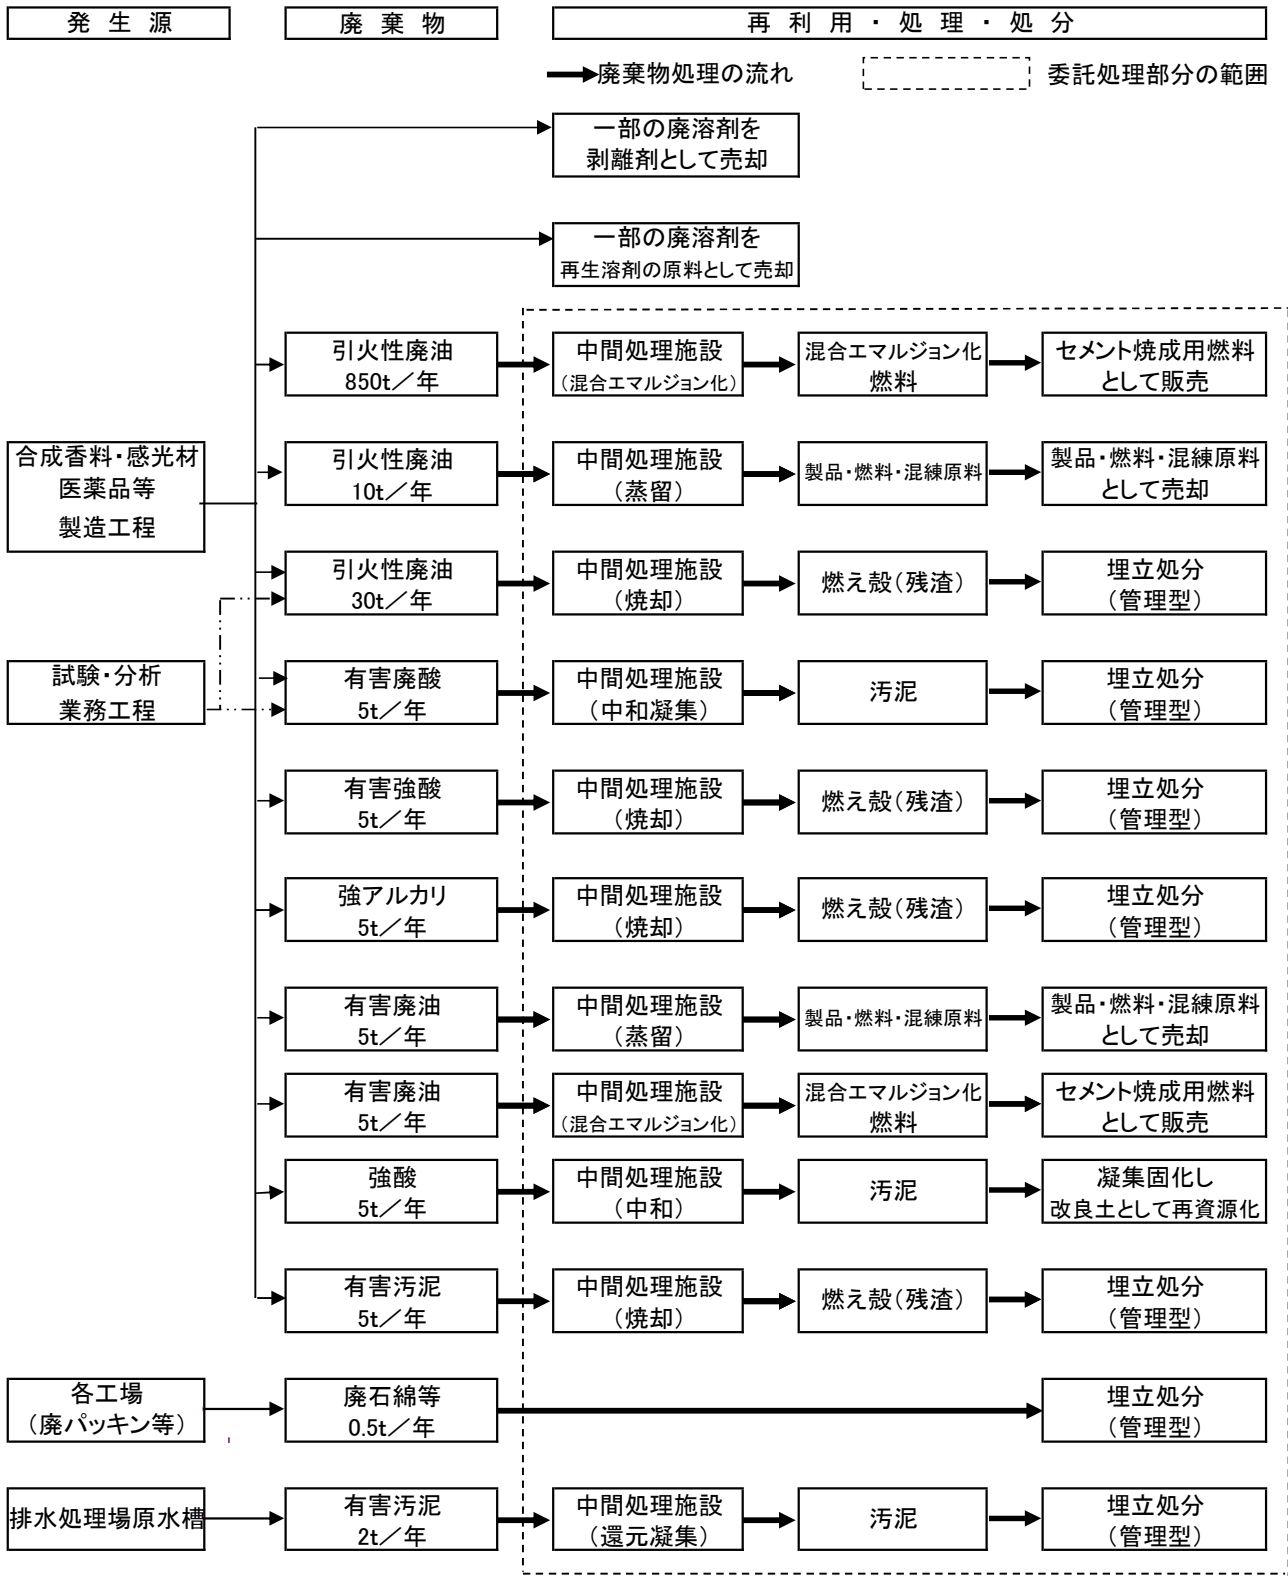 発生源
廃棄物
再利用・処理・処分
廃棄物処理の流れ
委託処理部分の範囲
一部の廃溶剤を
剥離剤として売却
一部の廃溶剤を
再生溶剤の原料として売却
引火性廃油
850t／年
中間処理施設
（混合エマルジョン化）
混合エマルジョン化
燃料
セメント焼成用燃料
として販売
合成香料・感光材
医薬品等
製造工程
引火性廃油
10t／年
中間処理施設
（蒸留）
製品・燃料・混練原料
製品・燃料・混練原料
として売却
引火性廃油
30t／年
中間処理施設
（焼却）
燃え殻（残渣）
埋立処分
（管理型）
試験・分析
業務工程
有害廃酸
5t／年
中間処理施設
（中和凝集）
汚泥
埋立処分
（管理型）
有害強酸
5t／年
中間処理施設
（焼却）
燃え殻（残渣）
埋立処分
（管理型）
強アルカリ
5t／年
中間処理施設
（焼却）
燃え殻（残渣）
埋立処分
（管理型）
有害廃油
5t／年
中間処理施設
（蒸留）
製品・燃料・混練原料
製品・燃料・混練原料
として売却
有害廃油
5t／年
中間処理施設
（混合エマルジョン化）
混合エマルジョン化
燃料
セメント焼成用燃料
として販売
強酸
5t／年
中間処理施設
（中和）
汚泥
凝集固化し
改良土として再資源化
有害汚泥
5t／年
中間処理施設
（焼却）
燃え殻（残渣）
埋立処分
（管理型）
各工場
（廃パッキン等）
廃石綿等
0.5t／年
埋立処分
（管理型）
排水処理場原水槽
有害汚泥
2t／年
中間処理施設
（還元凝集）
汚泥
埋立処分
（管理型）